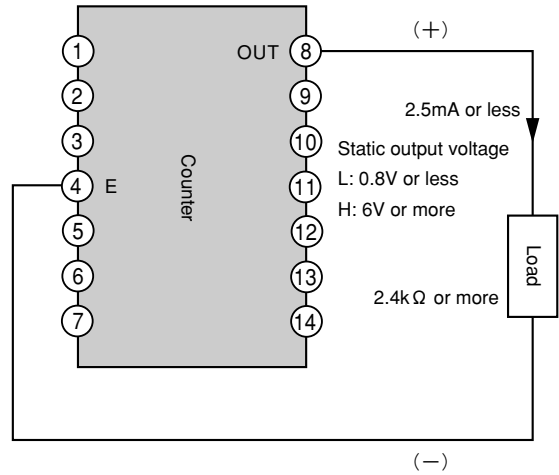 (+)
1
OUT 8
2
9
2.5mA or less
3
10
Static output voltage
4 E
11
L: 0.8V or less
Counter
H: 6V or more
5
12
Load
6
13
2.4kΩ or more
7
14
(−)